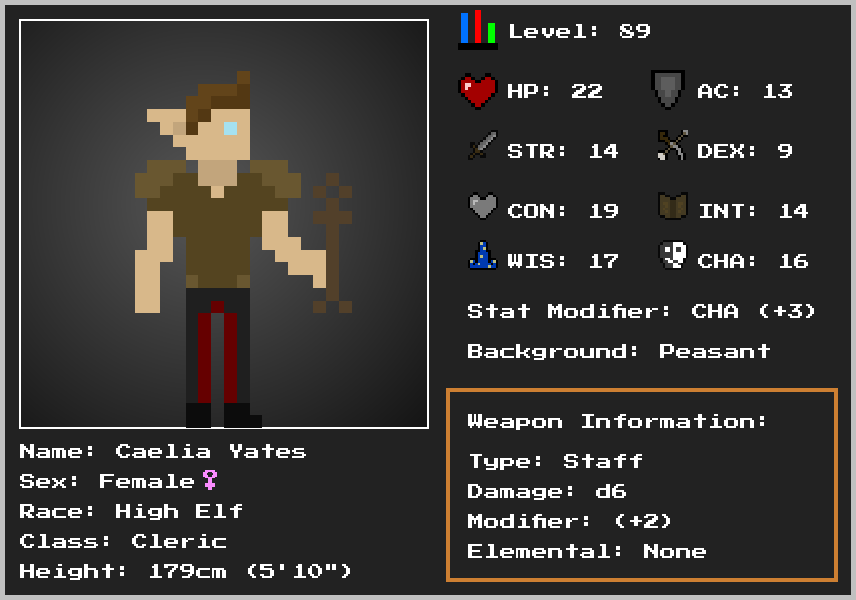 Level: 89
HP: 22 AC: 13
STR: 14 DEX: 9
CON: 19 INT: 14
WIS: 17 CHA: 16
Stat Modifier: CHA (+3)
Background: Peasant
Weapon Information:
Type: Staff
Damage: d6
Modifier: (+2)
Elemental: None
Name: Caelia Yates
Sex: Female♀
Race: High Elf
Class: Cleric
Height: 179cm (5'10")